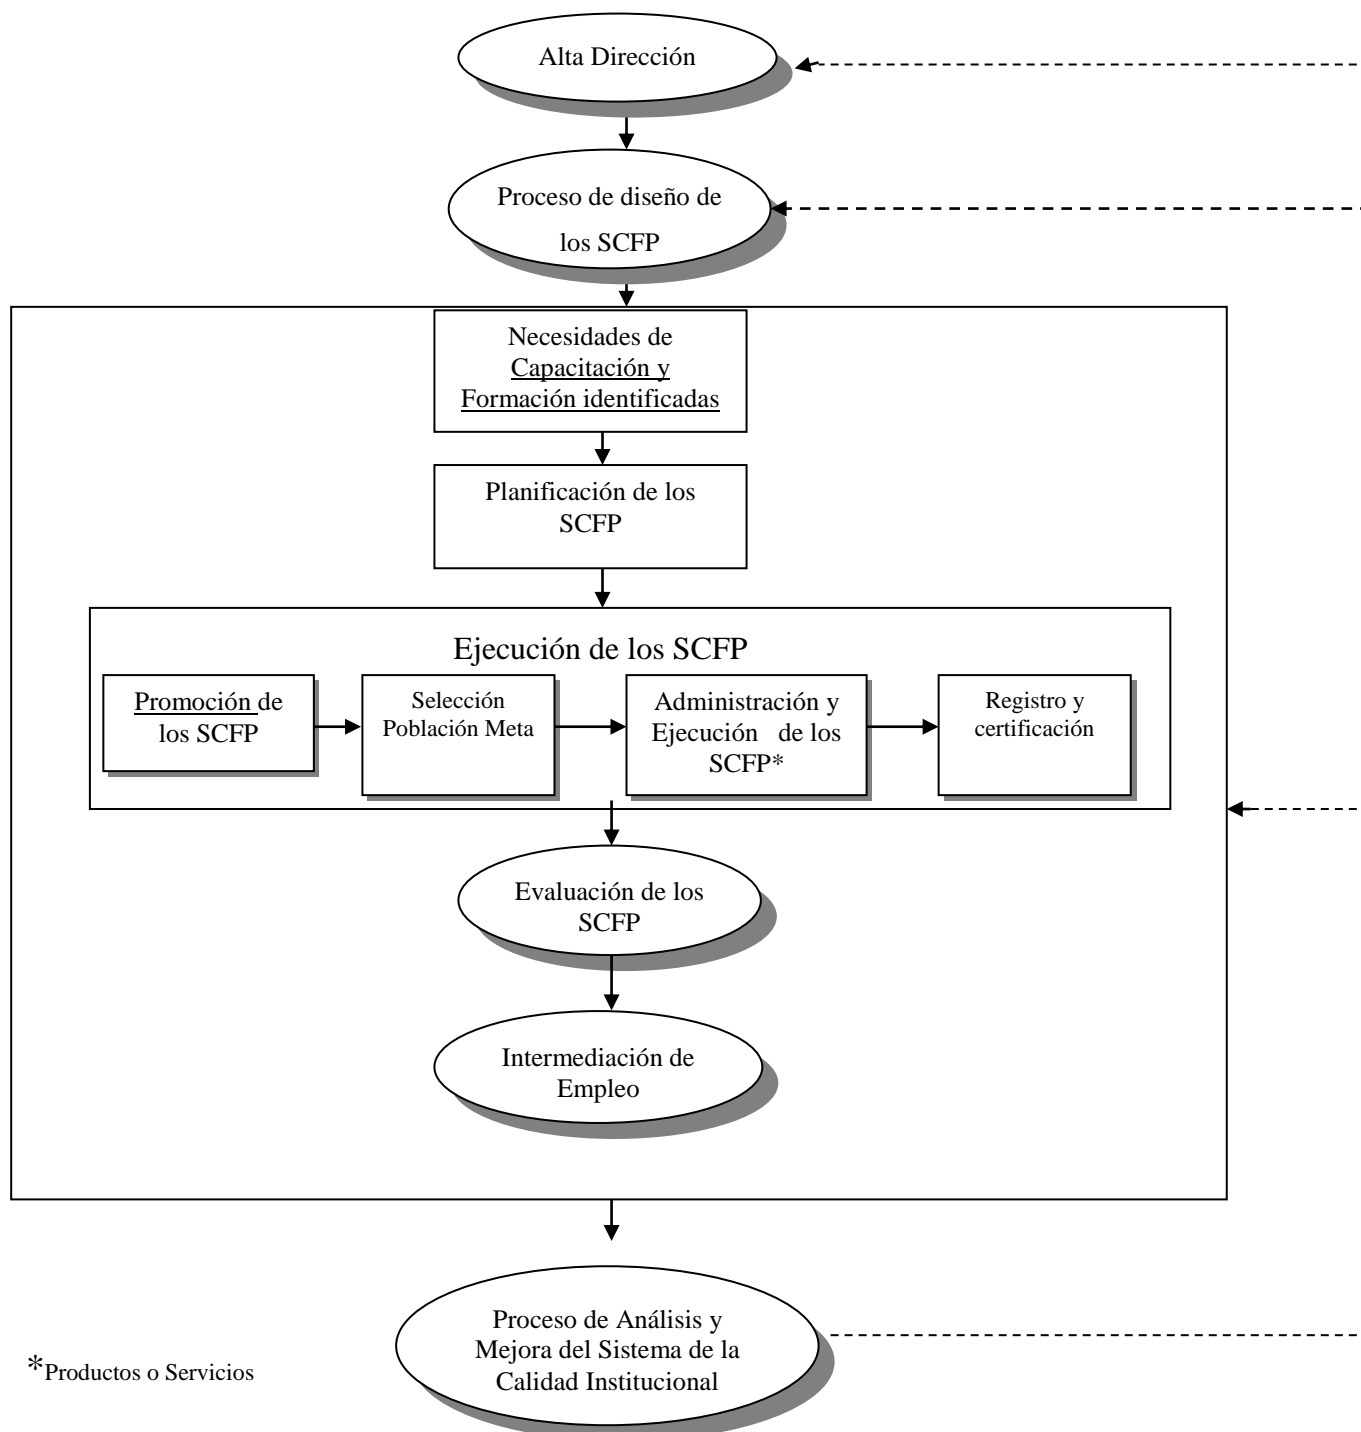 Alta Dirección
Proceso de diseño de
los SCFP
Necesidades de
Capacitación y
Formación identificadas
Planificación de los
SCFP
Ejecución de los SCFP
Promoción de
los SCFP
Selección
Población Meta
Administración y
Ejecución de los
SCFP*
Registro y
certificación
Evaluación de los
SCFP
Intermediación de
Empleo
Proceso de Análisis y
Mejora del Sistema de la
Calidad Institucional
*Productos o Servicios